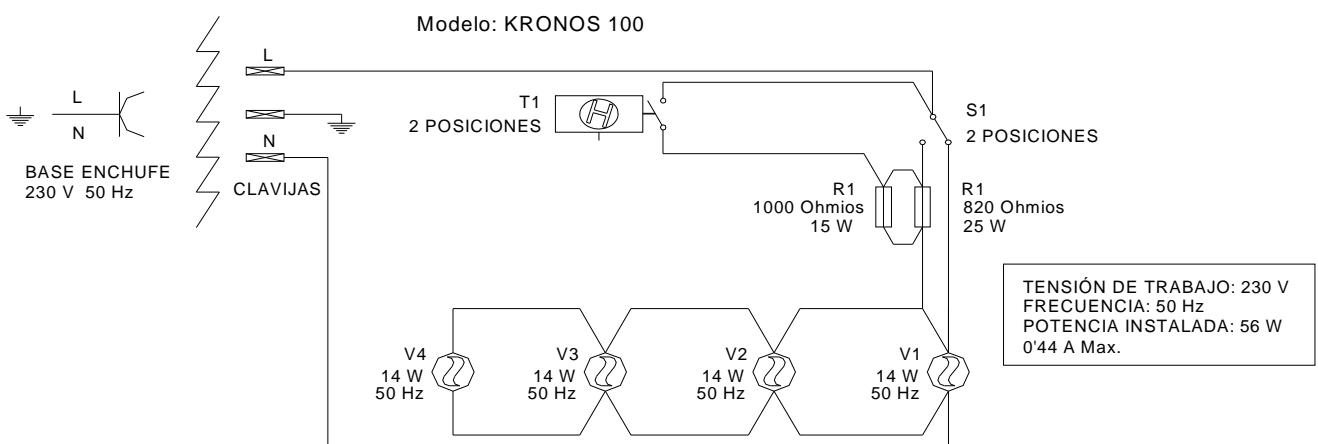 Modelo: KRONOS 100
L
N
BASE ENCHUFE
230 V 50 Hz
L
N
CLAVIJAS
T1
2 POSICIONES
H
S1
2 POSICIONES
R1
1000 Ohmios
15 W
R1
820 Ohmios
25 W
TENSIÓN DE TRABAJO: 230 V
FRECUENCIA: 50 Hz
POTENCIA INSTALADA: 56 W
0'44 A Max.
V4
14 W
50 Hz
V3
14 W
50 Hz
V2
14 W
50 Hz
V1
14 W
50 Hz